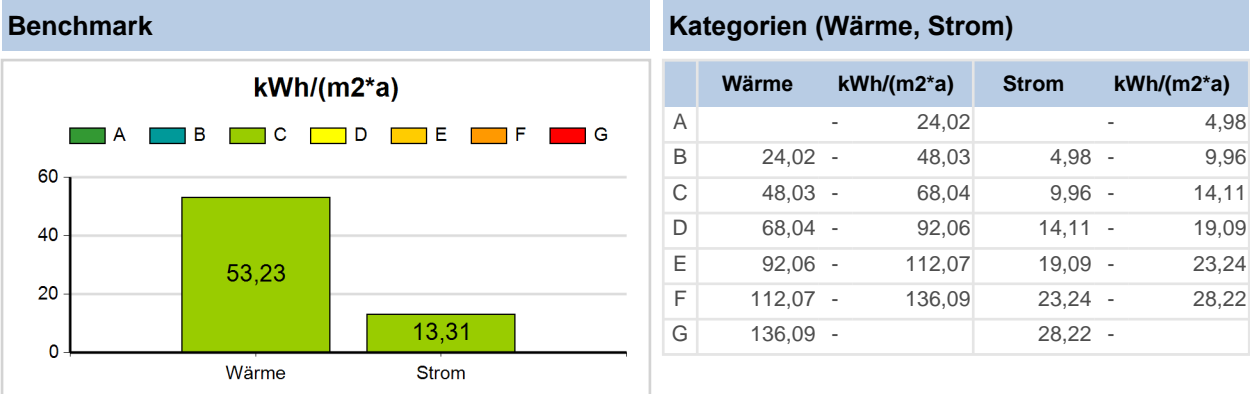 Benchmark
kWh/(m2*a)
A B C D E F G
60
40
20
0
53,23
13,31
Wärme Strom
Kategorien (Wärme, Strom)
Wärme kWh/(m2*a) Strom kWh/(m2*a)
A - 24,02 - 4,98
B 24,02 - 48,03 4,98 - 9,96
C 48,03 - 68,04 9,96 - 14,11
D 68,04 - 92,06 14,11 - 19,09
E 92,06 - 112,07 19,09 - 23,24
F 112,07 - 136,09 23,24 - 28,22
G 136,09 - 28,22 -